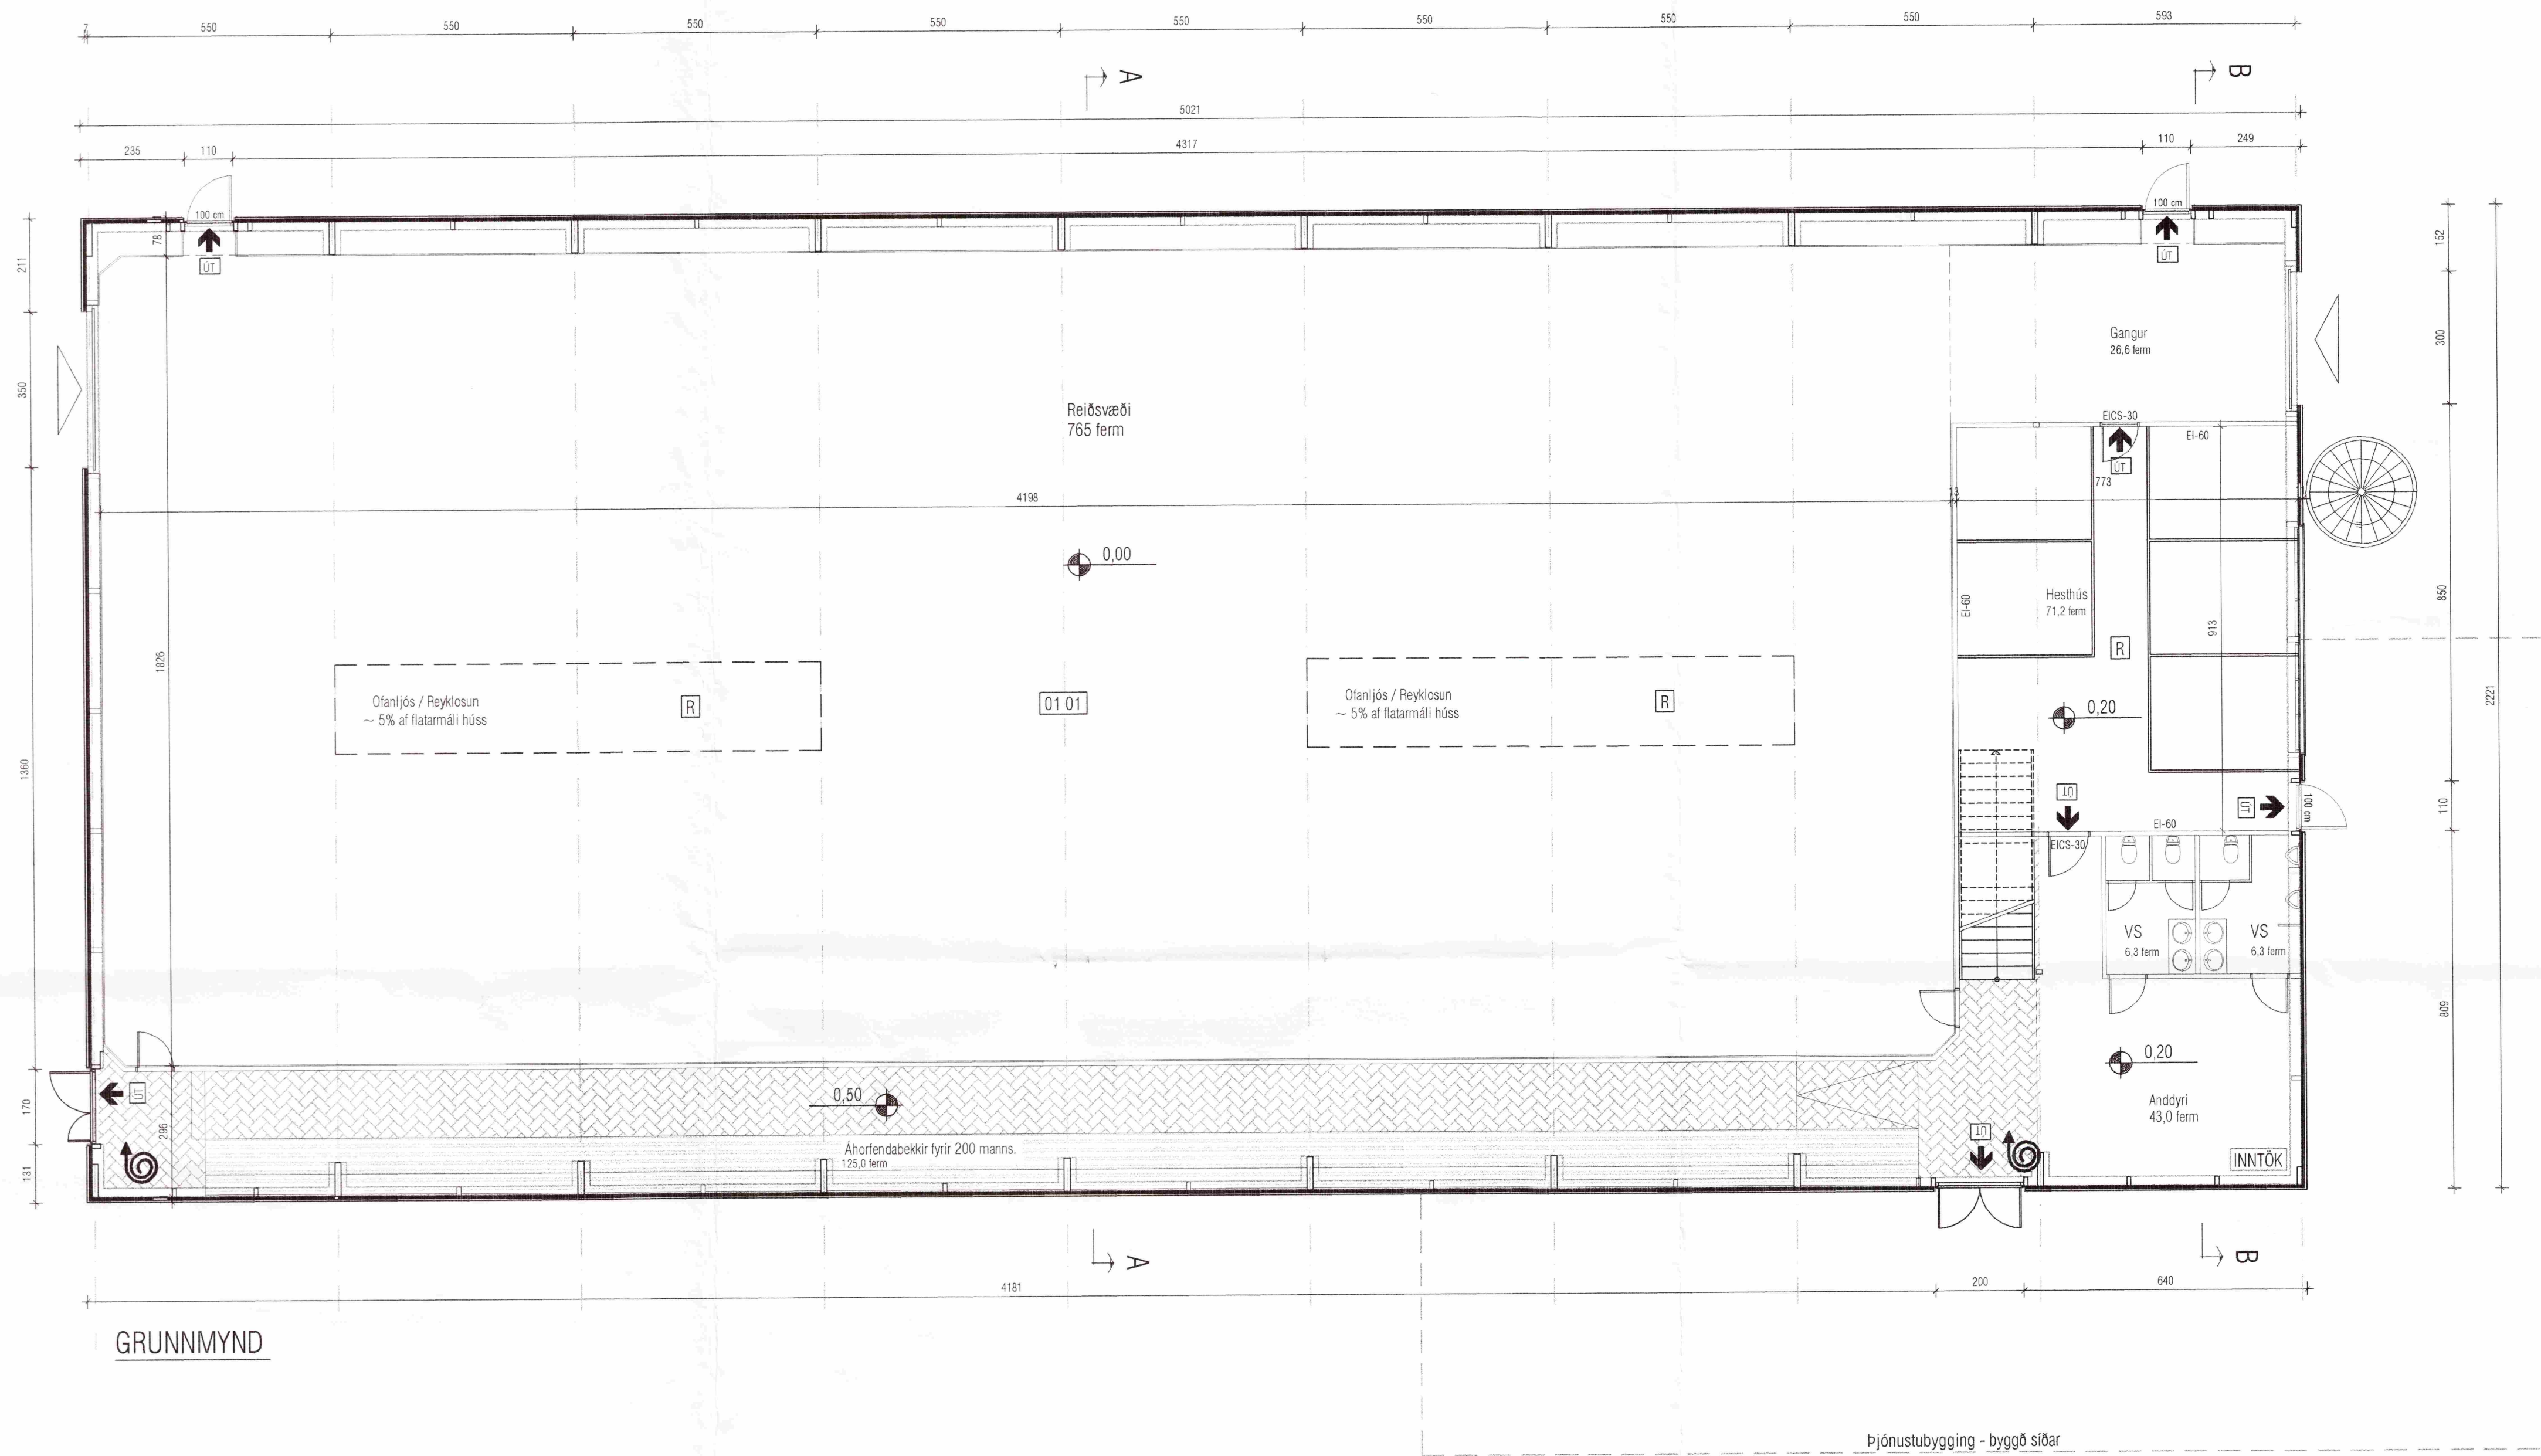 7 550 550 550 550 550 550 550 550 593
A B
5021
235 110 4317 110 249
100 cm 100 cm
78
ÚT ÚT
211
152
350
300
Gangur
26,6 ferm
Reiðsvæði
765 ferm
EICS-30
EI-60
ÚT
773
4198 13
0,00
EI-60
Hesthús
71,2 ferm
850
913
R
1826
2221
Ofanljós / Reyklosun
~ 5% af flatarmáli húss
R
01 01
Ofanljós / Reyklosun
~ 5% af flatarmáli húss
R
0,20
1360
ÚT
ÚT
100 cm
110
EI-60
EICS-30
VS
6,3 ferm
VS
6,3 ferm
809
0,20
Anddyri
43,0 ferm
ÚT
170
296
0,50
Áhorfendabekkir fyrir 200 manns.
125,0 ferm
ÚT
131
INNTÖK
A B
4181 200 640
GRUNNMYND
Þjónustubygging - byggð síðar